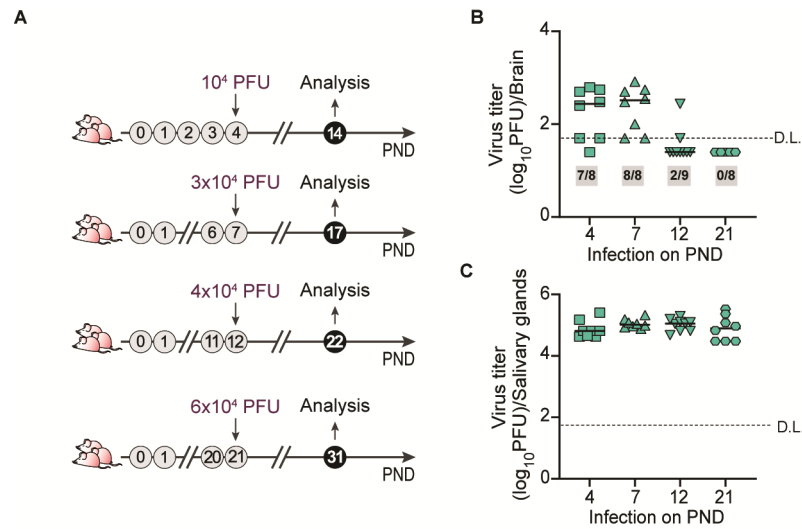 A
10⁴ PFU
Analysis
0 1 2 3 4 14
PND
3x10⁴ PFU
Analysis
0 1 6 7 17
PND
4x10⁴ PFU
Analysis
0 1 11 12 22
PND
6x10⁴ PFU
Analysis
0 1 20 21 31
PND
B
Virus titer
(log₁₀PFU)/Brain
4
2
0
D.L.
7/8 8/8 2/9 0/8
4 7 12 21
Infection on PND
C
Virus titer
(log₁₀PFU)/Salivary glands
6
4
2
0
D.L.
4 7 12 21
Infection on PND